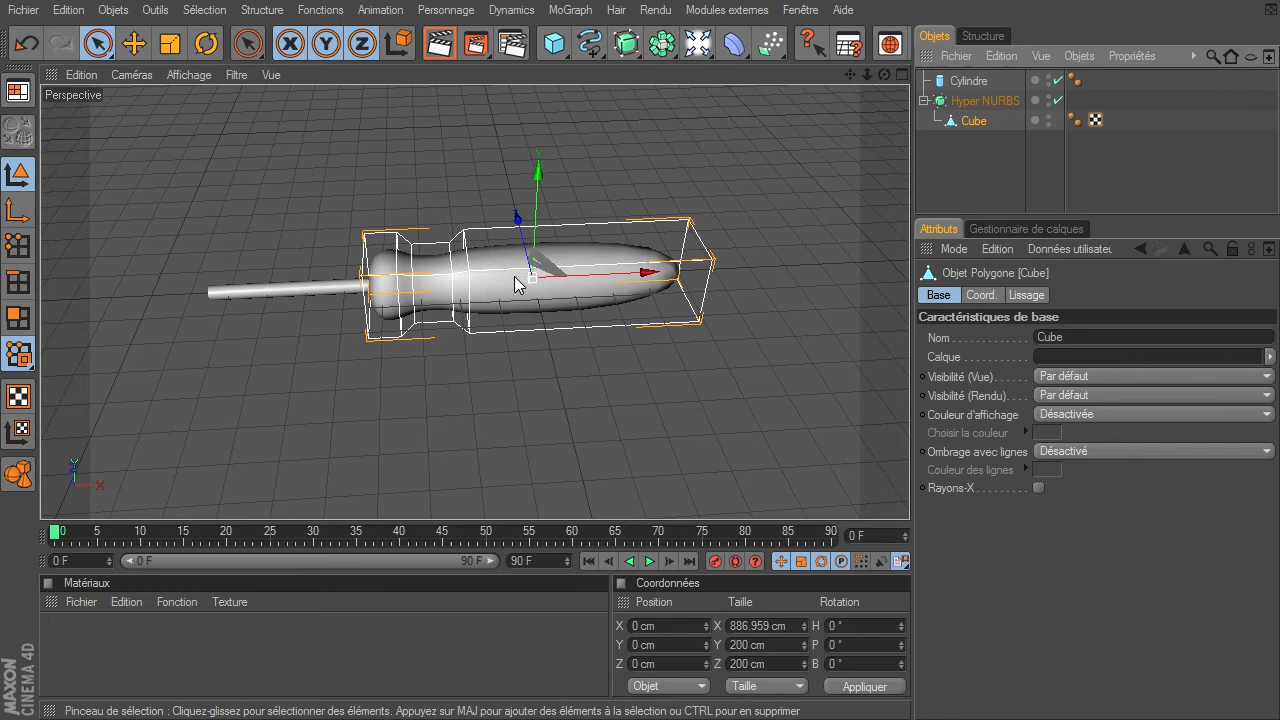 Fichier Edition Objets Outils Sélection Structure Fonctions Animation Personnage Dynamics MoGraph Hair Rendu Modules externes Fenêtre Aide
Objets Structure
Fichier Edition Vue Objets Propriétés
Edition Caméras Affichage Filtre Vue
Perspective
Cylindre
Hyper NURBS
Cube
Attributs Gestionnaire de calques
Mode Edition Données utilisateu
Objet Polygone [Cube]
Base Coord. Lissage
Caractéristiques de base
Nom Cube
Calque
Visibilité (Vue) Par défaut
Visibilité (Rendu) Par défaut
Couleur d'affichage Désactivée
Choisir la couleur
Ombrage avec lignes Désactivé
Couleur des lignes
Rayons-X
Y
X
0 5 10 15 20 25 30 35 40 45 50 55 60 65 70 75 80 85 90 0 F
0 F 0 F 90 F 90 F
Matériaux
Fichier Edition Fonction Texture
Coordonnées
Position Taille Rotation
X 0 cm X 886.959 cm H 0 °
Y 0 cm Y 200 cm P 0 °
Z 0 cm Z 200 cm B 0 °
Objet Taille Appliquer
MAXON CINEMA 4D
Pinceau de sélection : Cliquez-glissez pour sélectionner des éléments. Appuyez sur MAJ pour ajouter des éléments à la sélection ou CTRL pour en supprimer